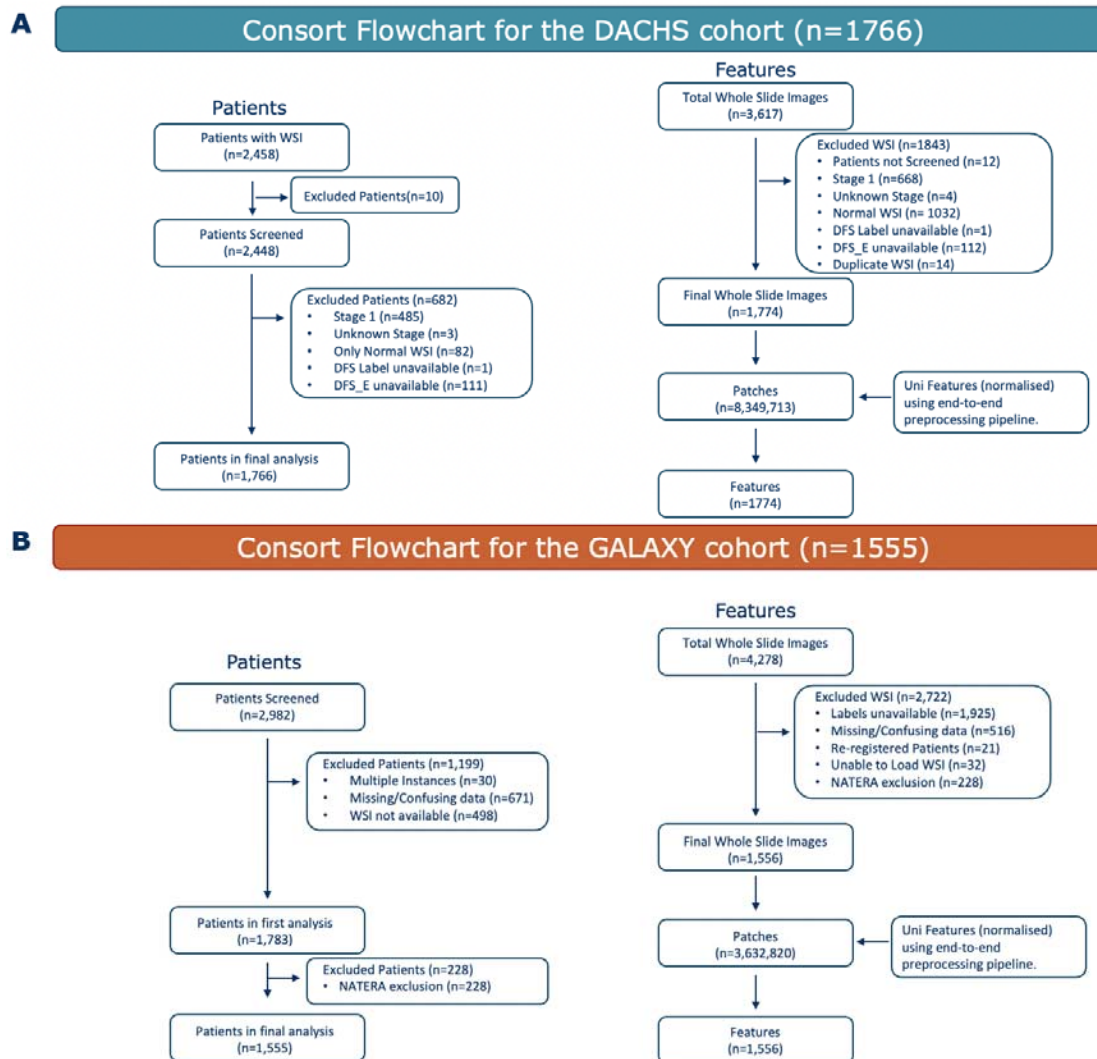 A
Consort Flowchart for the DACHS cohort (n=1766)
Patients
Patients with WSI
(n=2,458)
Excluded Patients(n=10)
Patients Screened
(n=2,448)
Excluded Patients (n=682)
• Stage 1 (n=485)
• Unknown Stage (n=3)
• Only Normal WSI (n=82)
• DFS Label unavailable (n=1)
• DFS_E unavailable (n=111)
Patients in final analysis
(n=1,766)
Features
Total Whole Slide Images
(n=3,617)
Excluded WSI (n=1843)
• Patients not Screened (n=12)
• Stage 1 (n=668)
• Unknown Stage (n=4)
• Normal WSI (n= 1032)
• DFS Label unavailable (n=1)
• DFS_E unavailable (n=112)
• Duplicate WSI (n=14)
Final Whole Slide Images
(n=1,774)
Patches
(n=8,349,713)
Uni Features (normalised)
using end-to-end
preprocessing pipeline.
Features
(n=1774)
B
Consort Flowchart for the GALAXY cohort (n=1555)
Patients
Patients Screened
(n=2,982)
Excluded Patients (n=1,199)
• Multiple Instances (n=30)
• Missing/Confusing data (n=671)
• WSI not available (n=498)
Patients in first analysis
(n=1,783)
Excluded Patients (n=228)
• NATERA exclusion (n=228)
Patients in final analysis
(n=1,555)
Features
Total Whole Slide Images
(n=4,278)
Excluded WSI (n=2,722)
• Labels unavailable (n=1,925)
• Missing/Confusing data (n=516)
• Re-registered Patients (n=21)
• Unable to Load WSI (n=32)
• NATERA exclusion (n=228)
Final Whole Slide Images
(n=1,556)
Patches
(n=3,632,820)
Uni Features (normalised)
using end-to-end
preprocessing pipeline.
Features
(n=1,556)